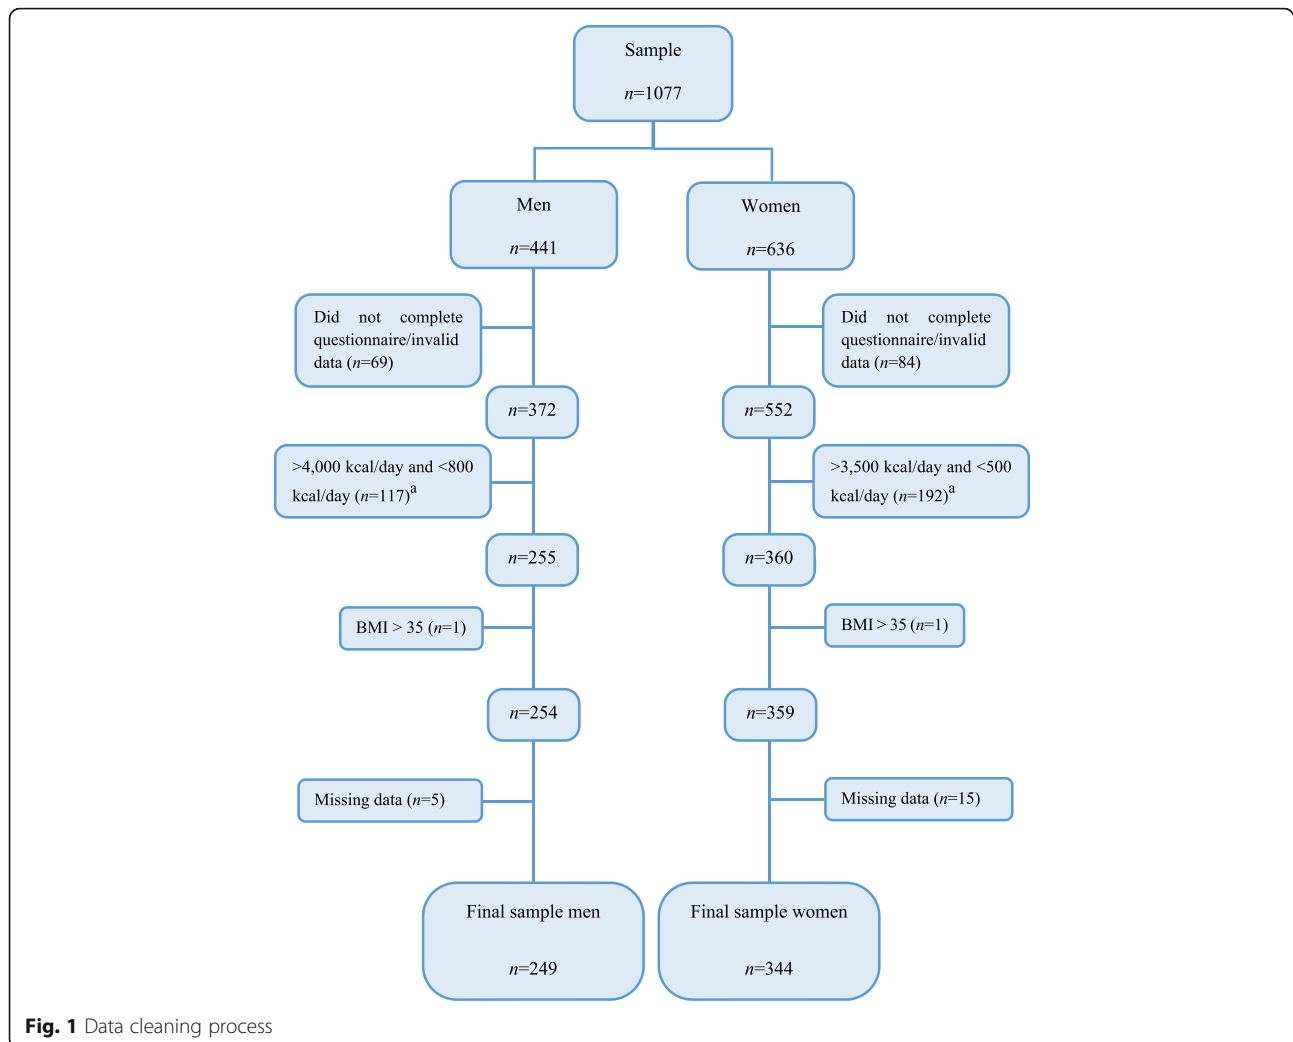 Sample
n=1077
Men
n=441
Women
n=636
Did not complete
questionnaire/invalid
data (n=69)
Did not complete
questionnaire/invalid
data (n=84)
n=372
n=552
>4,000 kcal/day and <800
kcal/day (n=117)a
>3,500 kcal/day and <500
kcal/day (n=192)a
n=255
n=360
BMI > 35 (n=1)
BMI > 35 (n=1)
n=254
n=359
Missing data (n=5)
Missing data (n=15)
Final sample men
n=249
Final sample women
n=344
Fig. 1 Data cleaning process